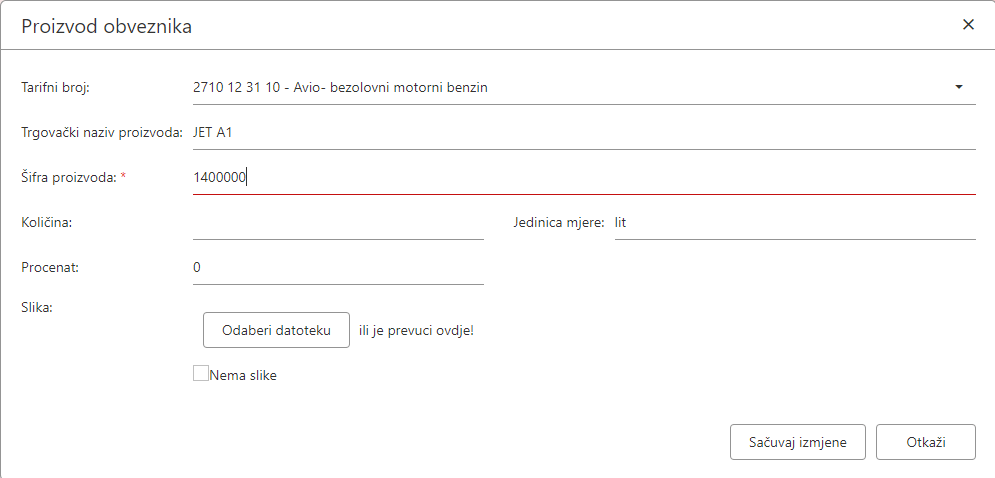 Proizvod obveznika
Tarifni broj: 2710 12 31 10 - Avio- bezolovni motorni benzin
Trgovački naziv proizvoda: JET A1
Šifra proizvoda: * 1400000
Količina: Jedinica mjere: lit
Procenat: 0
Slika:
Odaberi datoteku ili je prevuci ovdje!
Nema slike
Sačuvaj izmjene Otkaži